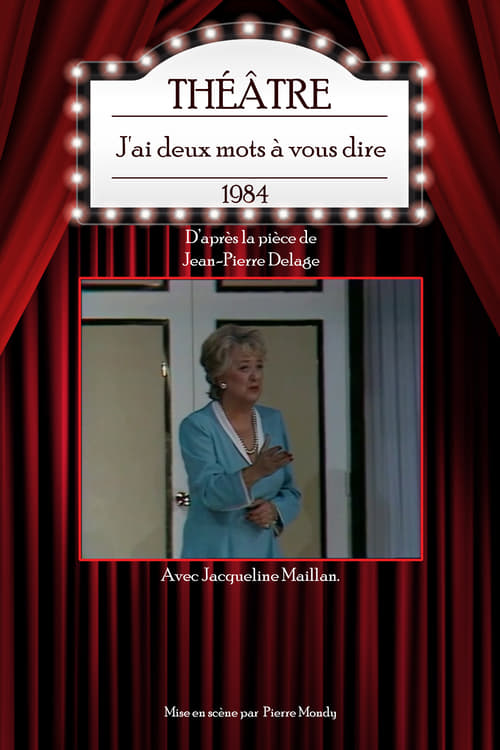 THÉÂTRE
J'ai deux mots à vous dire
1984
D'après la pièce de
Jean-Pierre Delage
Avec Jacqueline Maillan.
Mise en scène par Pierre Mondy